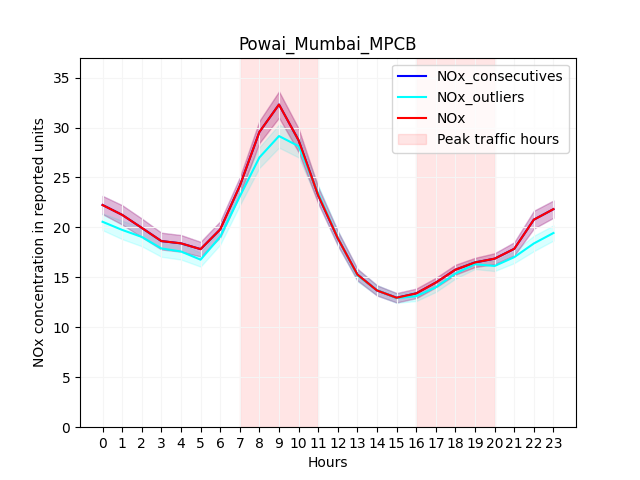 Powai_Mumbai_MPCB
NOx_consecutives
NOx_outliers
NOx
Peak traffic hours
NOx concentration in reported units
35
30
25
20
15
10
5
0
0 1 2 3 4 5 6 7 8 9 10 11 12 13 14 15 16 17 18 19 20 21 22 23
Hours